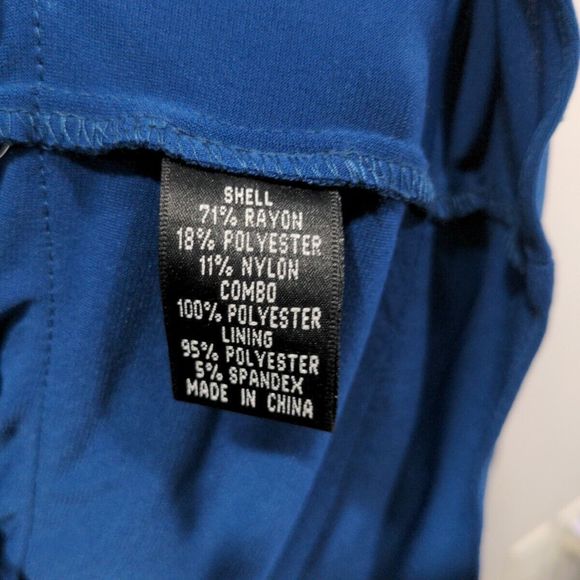 SHELL
71% RAYON
18% POLYESTER
11% NYLON
COMBO
100% POLYESTER
LINING
95% POLYESTER
5% SPANDEX
MADE IN CHINA